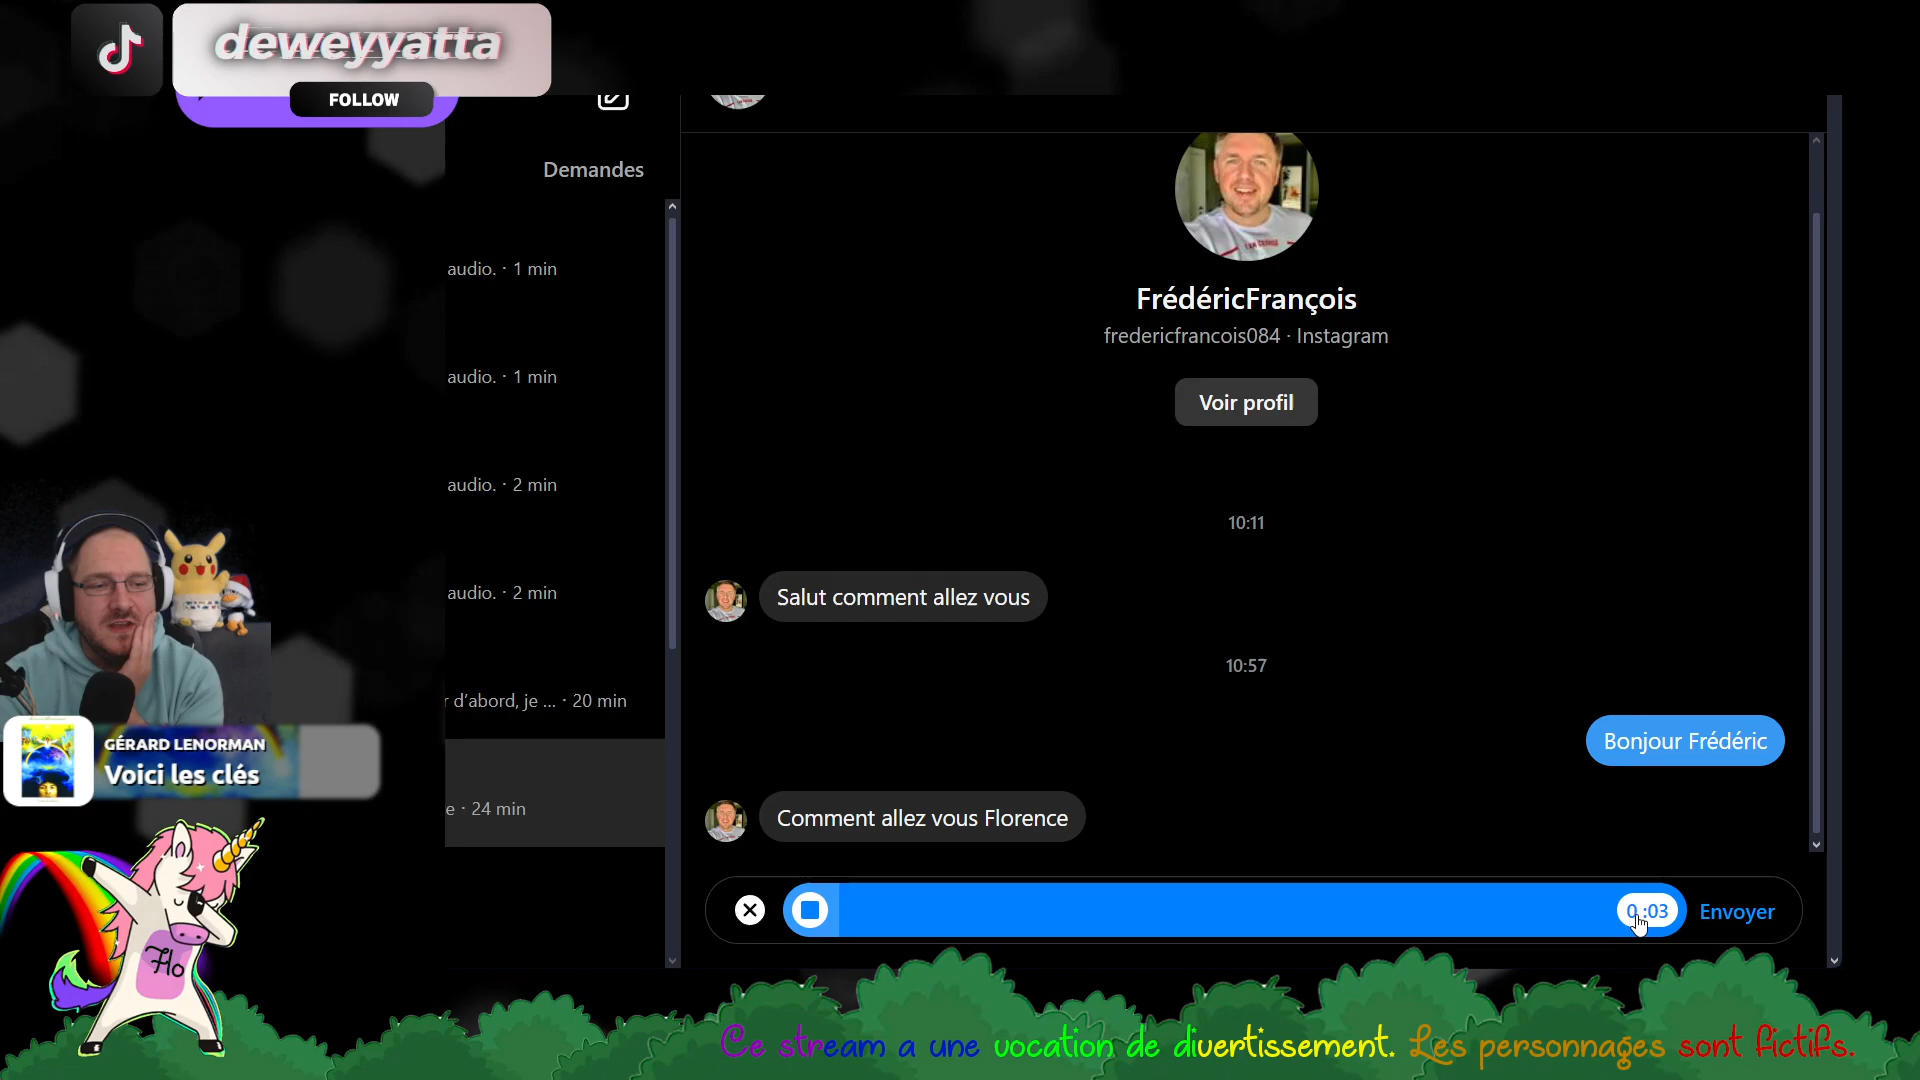 deweyyatta
FOLLOW
Demandes
audio. · 1 min
audio. · 1 min
audio. · 2 min
audio. · 2 min
d'abord, je ... · 20 min
e · 24 min
I AM GEORGE
FrédéricFrançois
fredericfrancois084 · Instagram
Voir profil
10:11
Salut comment allez vous
10:57
Bonjour Frédéric
Comment allez vous Florence
0:03
Envoyer
GÉRARD LENORMAN
Voici les clés
Flo
Ce stream a une vocation de divertissement. Les personnages sont fictifs.